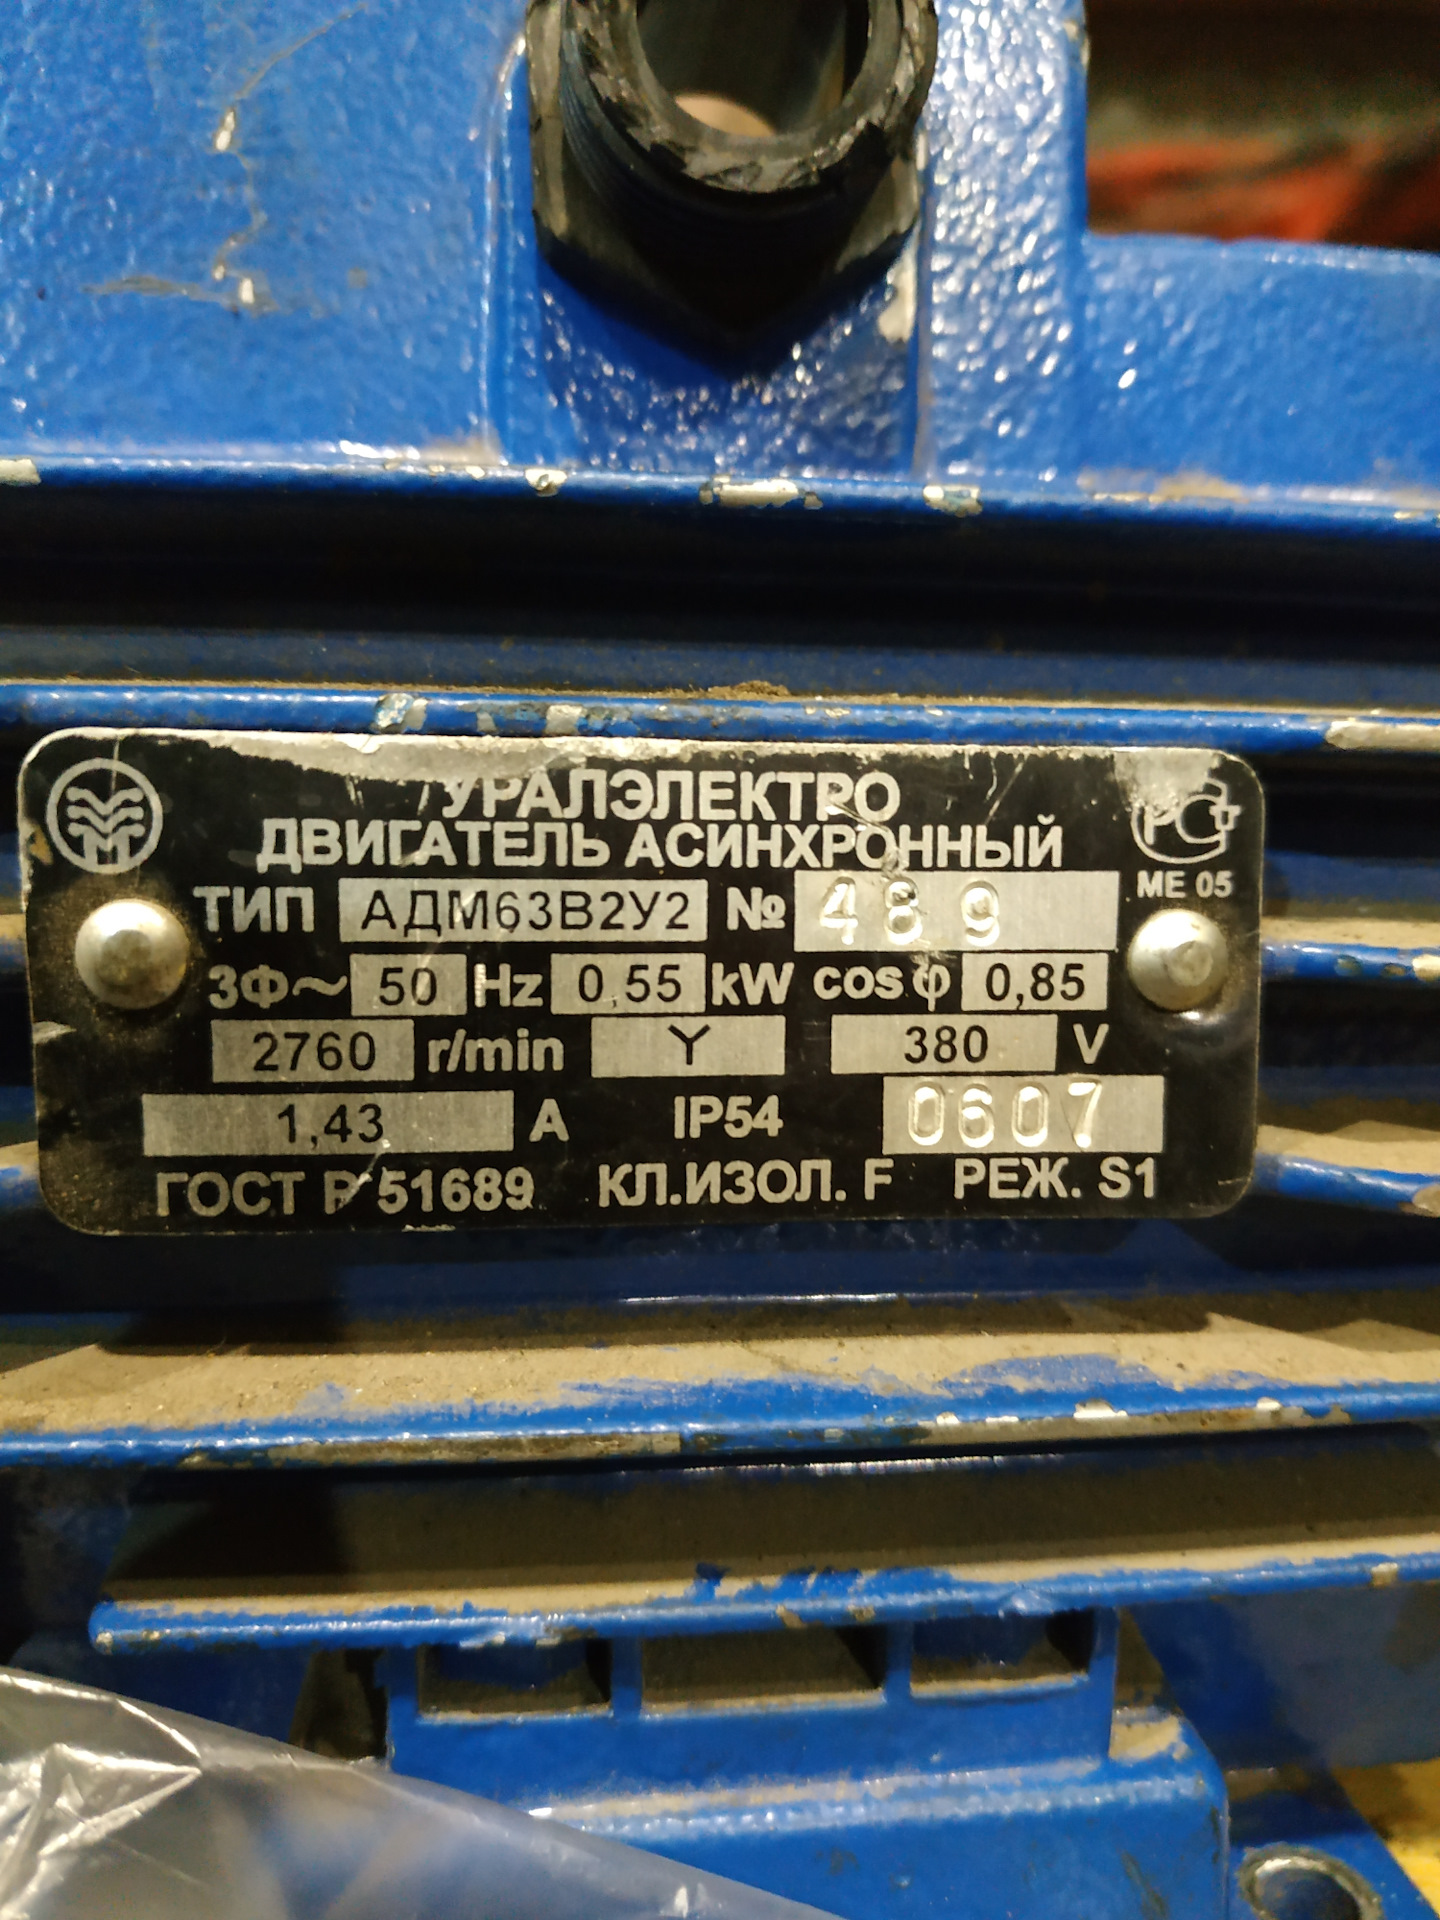 УРАЛЭЛЕКТРО
ДВИГАТЕЛЬ АСИНХРОННЫЙ
ТИП АДМ63В2У2 № 489
МЕ 05
3Ф~ 50 Hz 0,55 kW cos φ 0,85
2760 r/min Y 380 V
1,43 А IP54 0607
ГОСТ Р 51689 КЛ.ИЗОЛ. F РЕЖ. S1